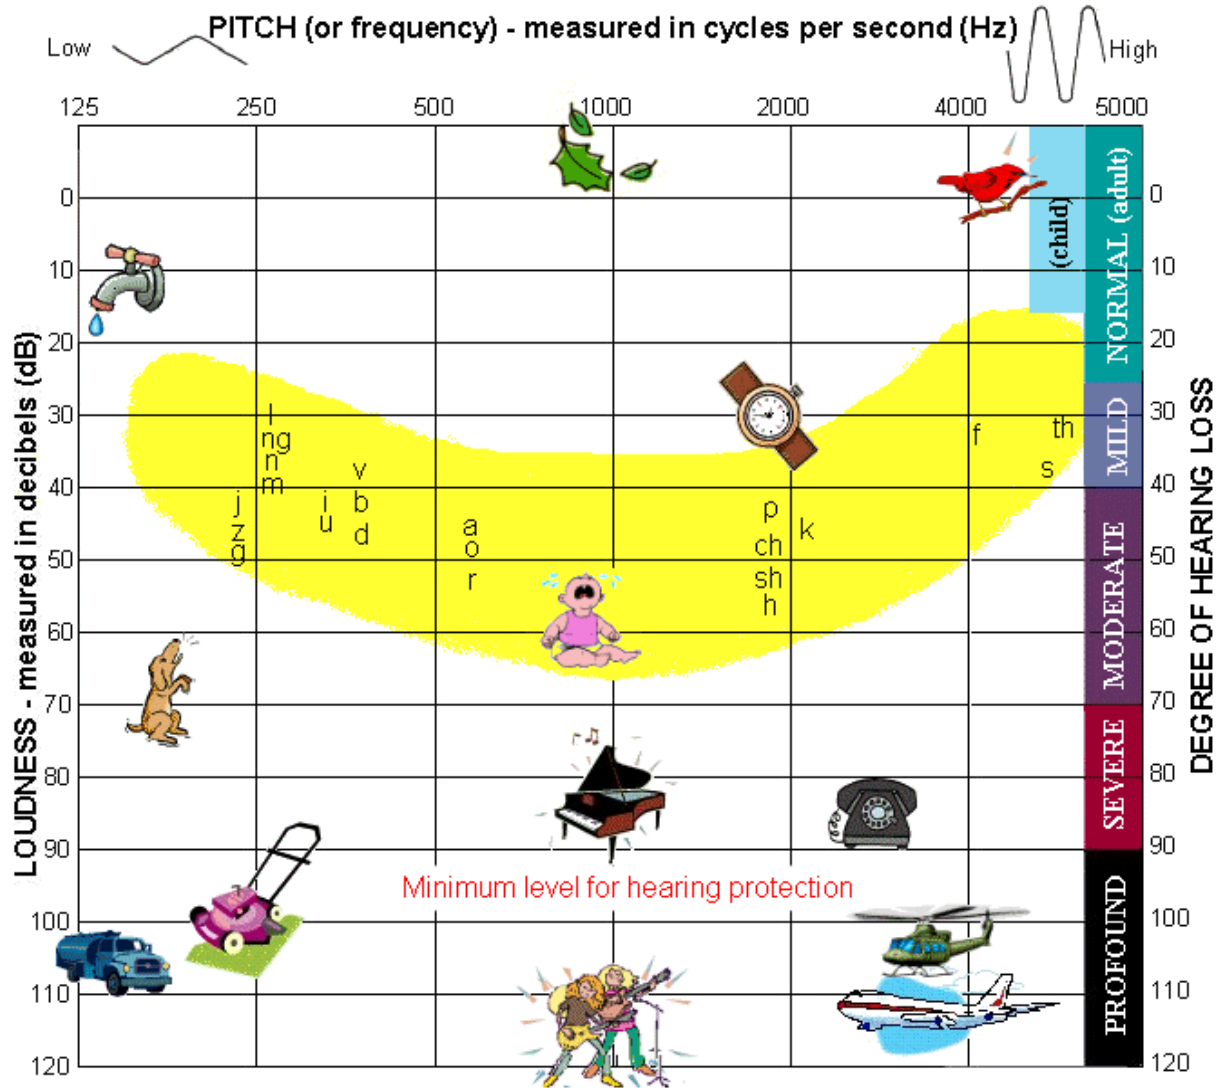 PITCH (or frequency) - measured in cycles per second (Hz)
Low
High
125 250 500 1000 2000 4000 5000
LOUDNESS - measured in decibels (dB)
0
10
20
30
40
50
60
70
80
90
100
110
120
l
ng
n
m
j
z
g
i
u
v
b
d
a
o
r
p
ch
sh
h
k
f
th
s
Minimum level for hearing protection
(child)
NORMAL (adult)
MILD
MODERATE
SEVERE
PROFOUND
0
10
20
30
40
50
60
70
80
90
100
110
120
DEGREE OF HEARING LOSS